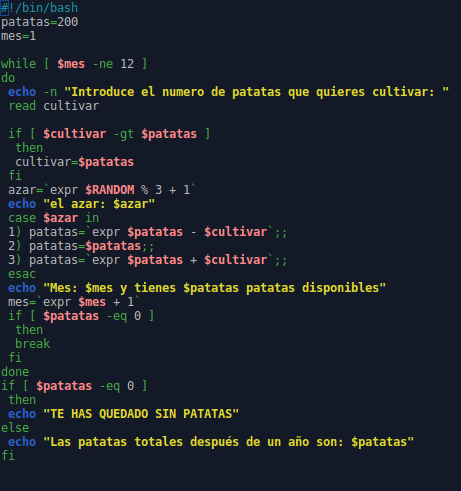 #!/bin/bash
patatas=200
mes=1

while [ $mes -ne 12 ]
do
 echo -n "Introduce el numero de patatas que quieres cultivar: "
 read cultivar

 if [ $cultivar -gt $patatas ]
  then
  cultivar=$patatas
 fi
 azar=`expr $RANDOM % 3 + 1`
 echo "el azar: $azar"
 case $azar in
 1) patatas=`expr $patatas - $cultivar`;;
 2) patatas=$patatas;;
 3) patatas=`expr $patatas + $cultivar`;;
 esac
 echo "Mes: $mes y tienes $patatas patatas disponibles"
 mes=`expr $mes + 1`
 if [ $patatas -eq 0 ]
  then
  break
 fi
done
if [ $patatas -eq 0 ]
 then
 echo "TE HAS QUEDADO SIN PATATAS"
else
 echo "Las patatas totales después de un año son: $patatas"
fi